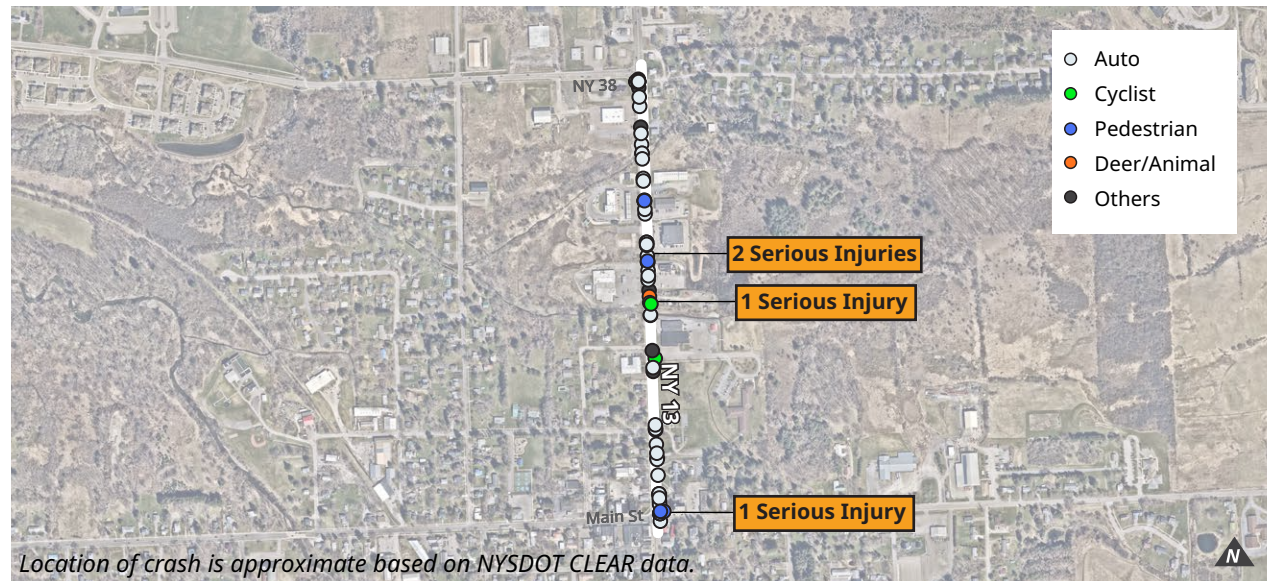 NY 38
Auto
Cyclist
Pedestrian
Deer/Animal
Others
2 Serious Injuries
1 Serious Injury
NY 13
Main St
1 Serious Injury
Location of crash is approximate based on NYSDOT CLEAR data.
N